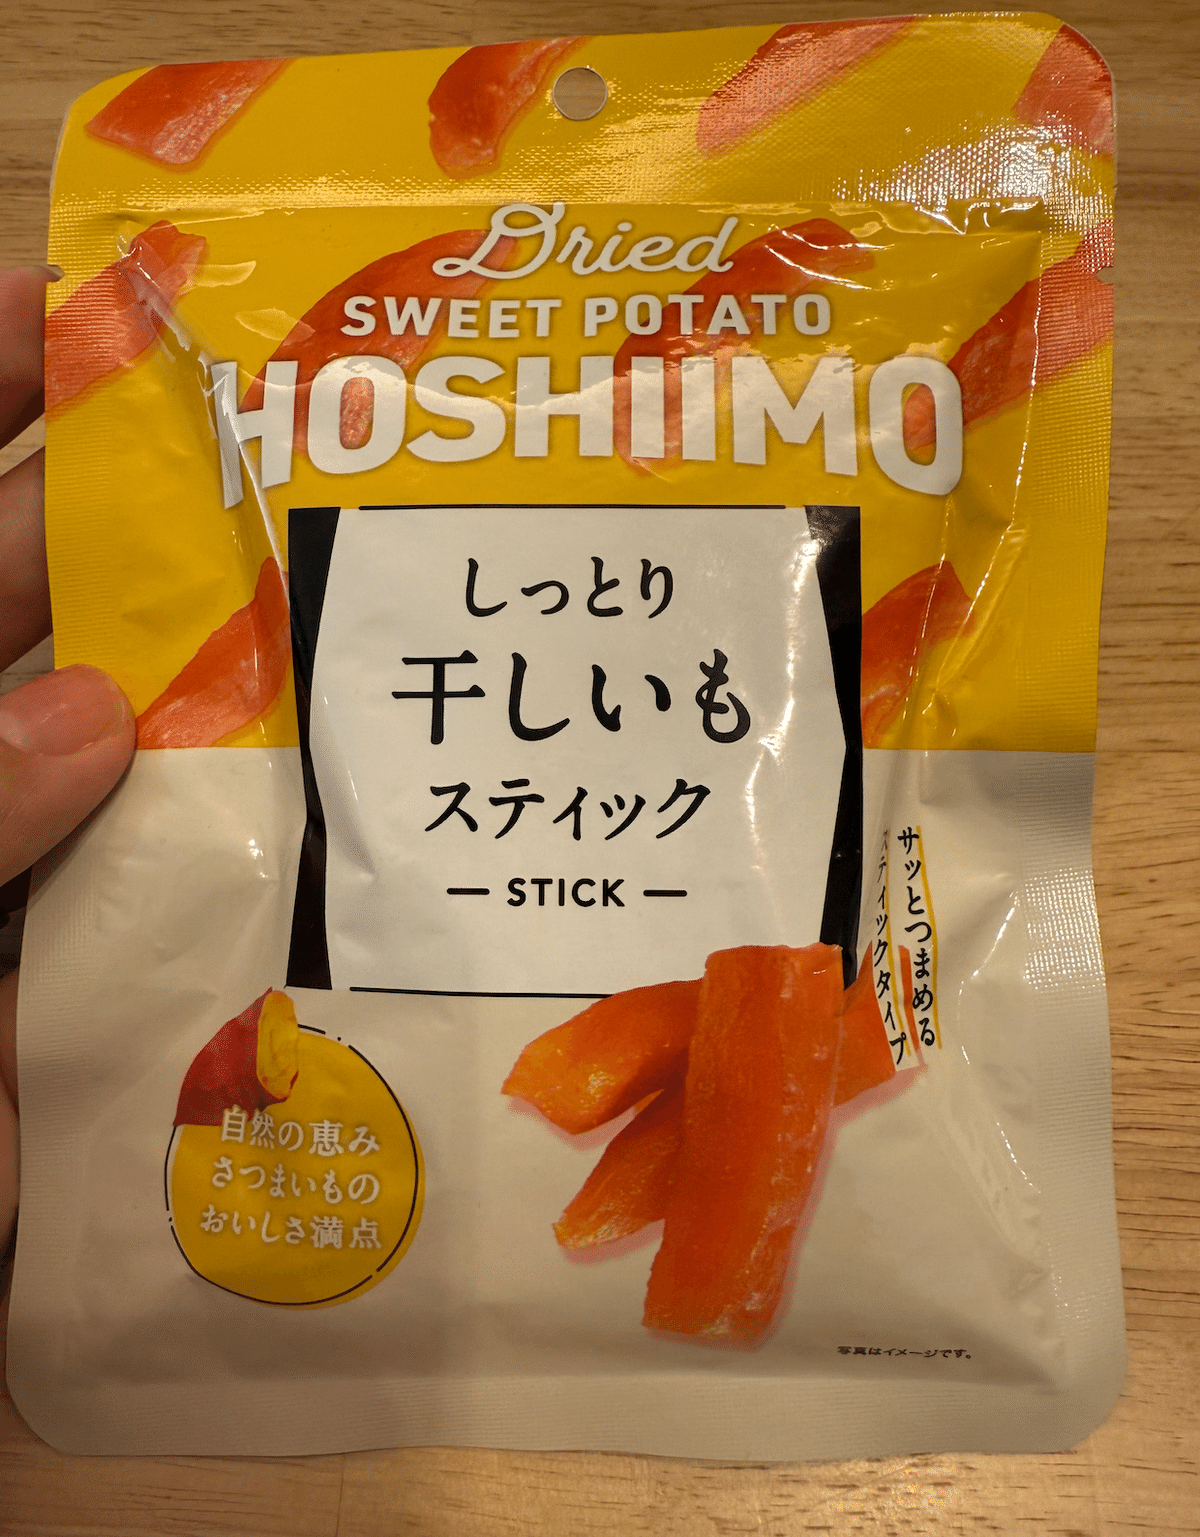 Dried
SWEET POTATO
HOSHIIMO
しっとり
干しいも
スティック
STICK
サッとつまめる
スティックタイプ
自然の恵み
さつまいもの
おいしさ満点
写真はイメージです。